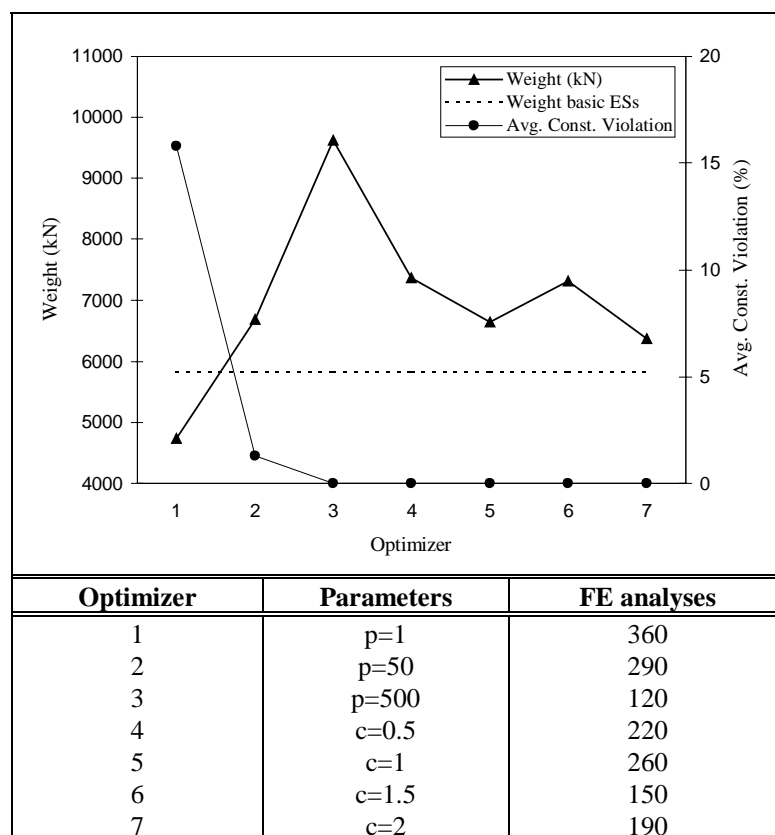 11000
10000
9000
8000
7000
6000
5000
4000
Weight (kN)
20
15
10
5
0
Avg. Const. Violation (%)
Weight (kN)
Weight basic ESs
Avg. Const. Violation
1 2 3 4 5 6 7
Optimizer
Optimizer Parameters FE analyses
1 p=1 360
2 p=50 290
3 p=500 120
4 c=0.5 220
5 c=1 260
6 c=1.5 150
7 c=2 190